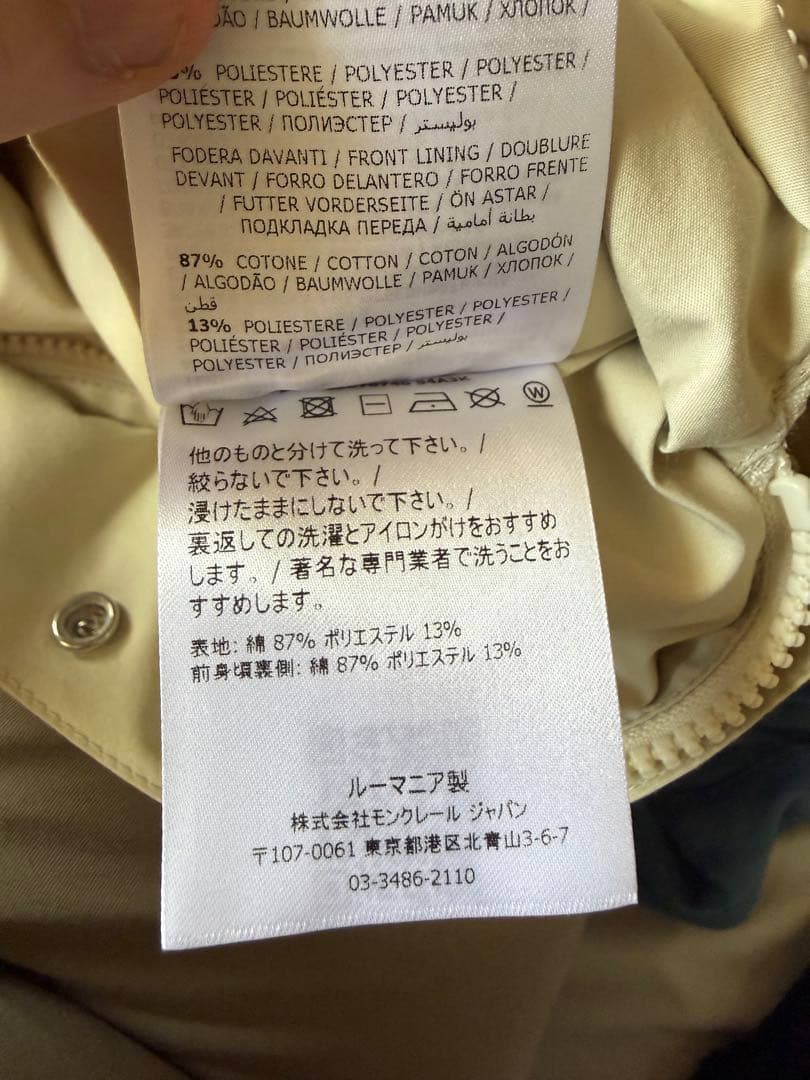 / BAUMWOLLE / PAMUK / ХЛОПОК /
POLIESTERE / POLYESTER / POLYESTER /
POLIÉSTER / POLIÉSTER / POLYESTER /
POLYESTER / ПОЛИЭСТЕР / بوليستر
FODERA DAVANTI / FRONT LINING / DOUBLURE
DEVANT / FORRO DELANTERO / FORRO FRENTE
/ FUTTER VORDERSEITE / ÖN ASTAR /
ПОДКЛАДКА ПЕРЕДА / بطانة أمامية
87% COTONE / COTTON / COTON / ALGODÓN
/ ALGODÃO / BAUMWOLLE / PAMUK / ХЛОПОК /
قطن
13% POLIESTERE / POLYESTER / POLYESTER /
POLIÉSTER / POLIÉSTER / POLYESTER /
POLYESTER / ПОЛИЭСТЕР / بوليستر
W
他のものと分けて洗って下さい。/
絞らないで下さい。/
浸けたままにしないで下さい。/
裏返しての洗濯とアイロンがけをおすすめ
します。/ 著名な専門業者で洗うことをお
すすめします。
表地: 綿 87% ポリエステル 13%
前身頃裏側: 綿 87% ポリエステル 13%
ルーマニア製
株式会社モンクレール ジャパン
〒107-0061 東京都港区北青山3-6-7
03-3486-2110